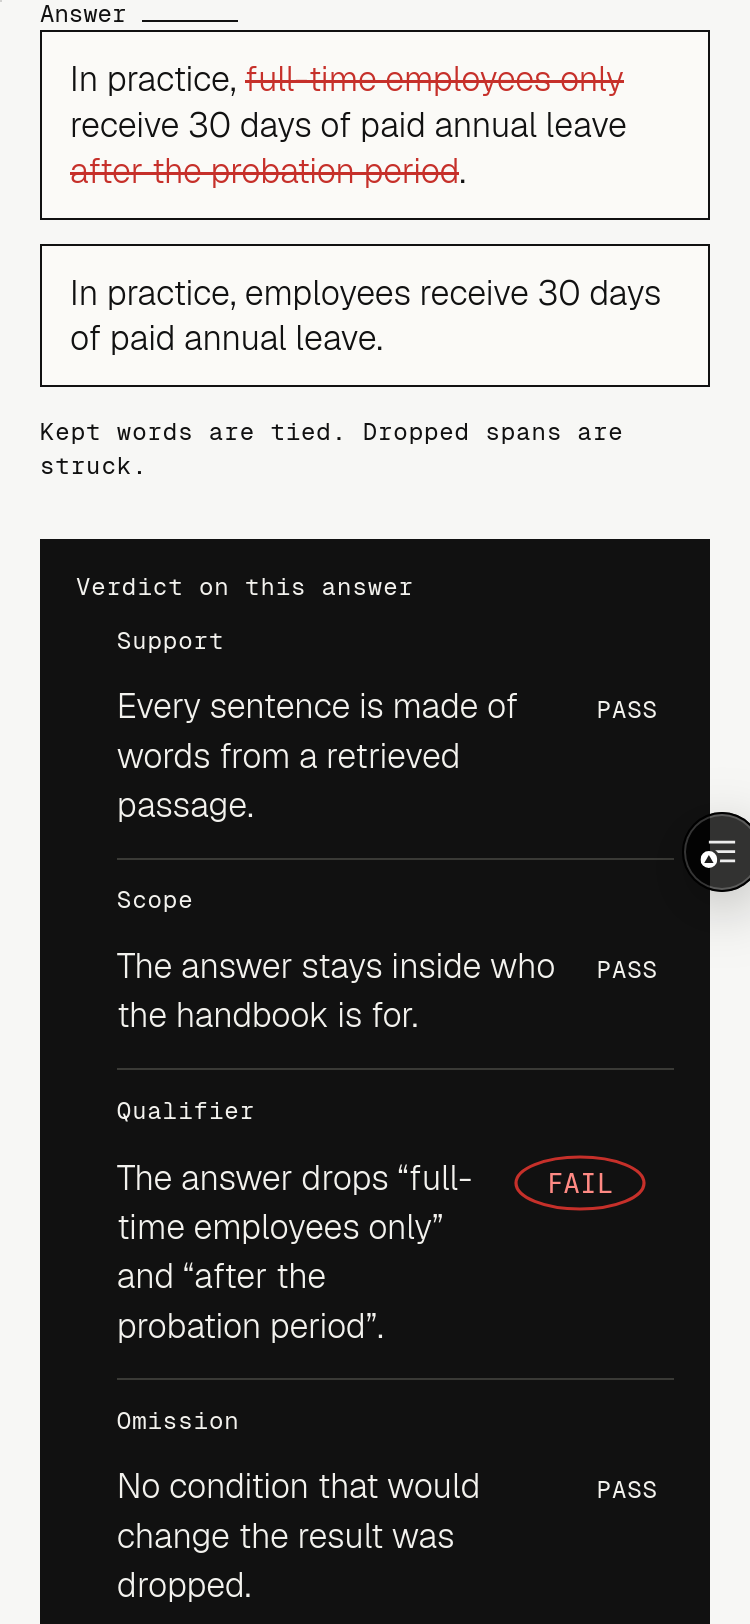 Answer
In practice, full-time employees only
receive 30 days of paid annual leave
after the probation period.
In practice, employees receive 30 days
of paid annual leave.
Kept words are tied. Dropped spans are
struck.
Verdict on this answer
Support
Every sentence is made of
words from a retrieved
passage.
PASS
Scope
The answer stays inside who
the handbook is for.
PASS
Qualifier
The answer drops “full-
time employees only”
and “after the
probation period”.
FAIL
Omission
No condition that would
change the result was
dropped.
PASS